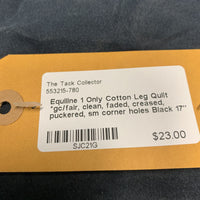 The Tack Collector
553215-780
Equiline 1 Only Cotton Leg Quilt
*gc/fair, clean, faded, creased,
puckered, sm corner holes Black 17"
$23.00
SJC21G